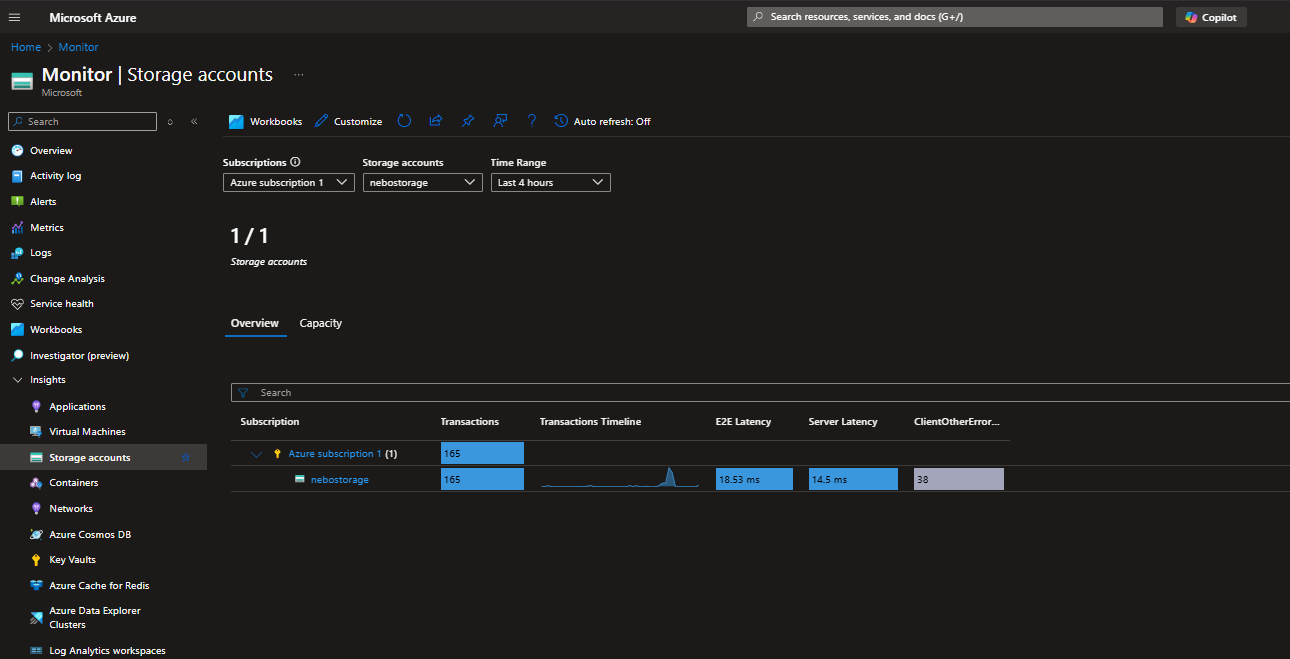 Microsoft Azure
Search resources, services, and docs (G+/)
Copilot
Home > Monitor
Monitor | Storage accounts ...
Microsoft
Search
Workbooks Customize Auto refresh: Off
Overview
Activity log
Alerts
Metrics
Logs
Change Analysis
Service health
Workbooks
Investigator (preview)
Insights
Applications
Virtual Machines
Storage accounts
Containers
Networks
Azure Cosmos DB
Key Vaults
Azure Cache for Redis
Azure Data Explorer
Clusters
Log Analytics workspaces
Subscriptions Storage accounts Time Range
Azure subscription 1 nebostorage Last 4 hours
1 / 1
Storage accounts
Overview Capacity
Search
Subscription Transactions Transactions Timeline E2E Latency Server Latency ClientOtherError...
Azure subscription 1 (1) 165
nebostorage 165 18.53 ms 14.5 ms 38